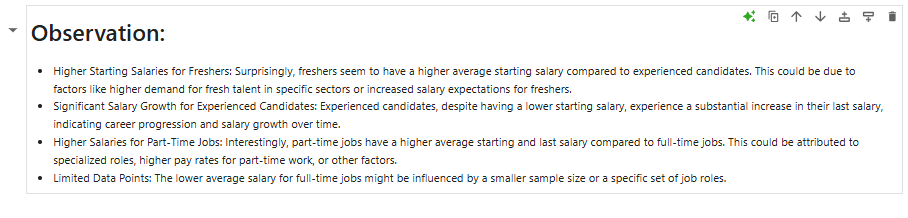 Observation:
Higher Starting Salaries for Freshers: Surprisingly, freshers seem to have a higher average starting salary compared to experienced candidates. This could be due to
factors like higher demand for fresh talent in specific sectors or increased salary expectations for freshers.
Significant Salary Growth for Experienced Candidates: Experienced candidates, despite having a lower starting salary, experience a substantial increase in their last salary,
indicating career progression and salary growth over time.
Higher Salaries for Part-Time Jobs: Interestingly, part-time jobs have a higher average starting and last salary compared to full-time jobs. This could be attributed to
specialized roles, higher pay rates for part-time work, or other factors.
Limited Data Points: The lower average salary for full-time jobs might be influenced by a smaller sample size or a specific set of job roles.